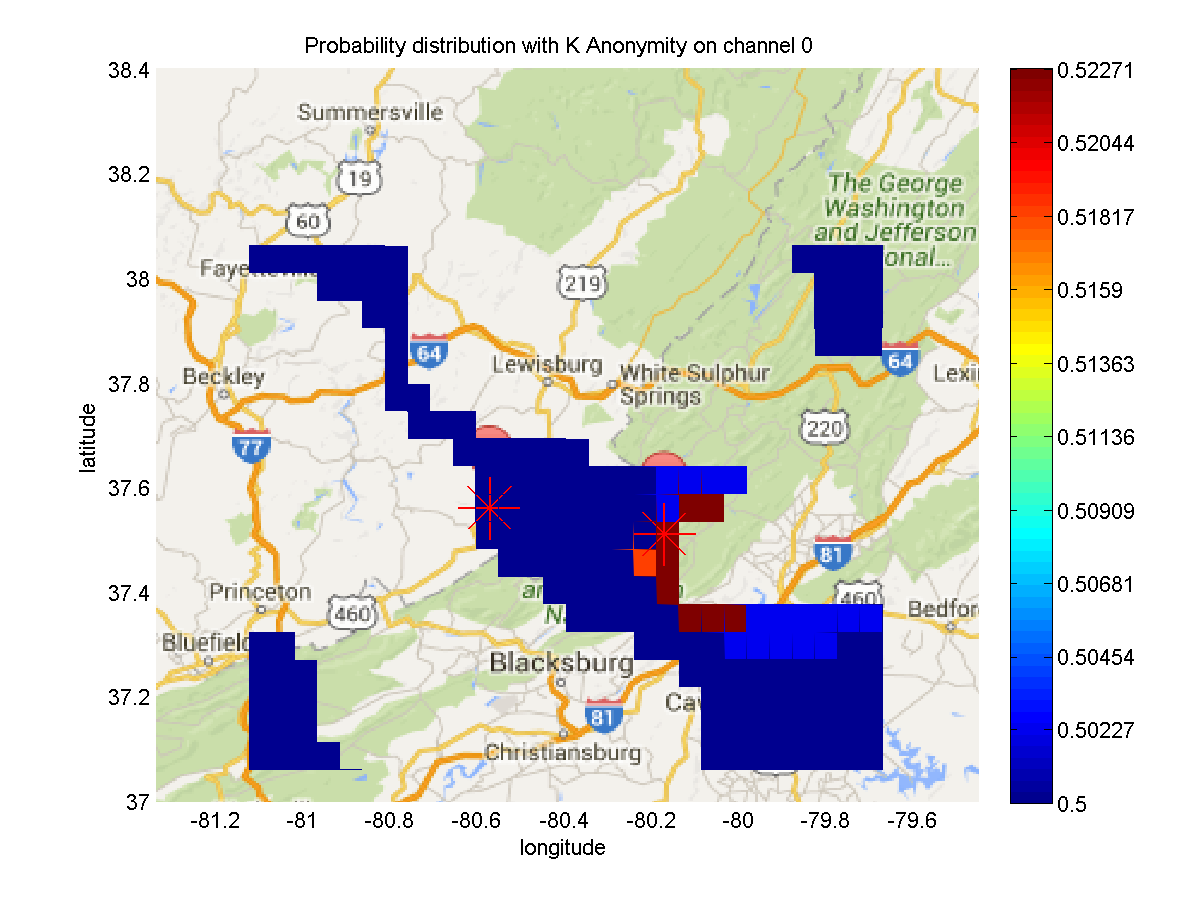 Probability distribution with K Anonymity on channel 0
38.4
38.2
38
37.8
37.6
37.4
37.2
37
latitude
-81.2
-81
-80.8
-80.6
-80.4
-80.2
-80
-79.8
-79.6
longitude
0.52271
0.52044
0.51817
0.5159
0.51363
0.51136
0.50909
0.50681
0.50454
0.50227
0.5
Summersville
19
60
The George
Washington
and Jefferson
onal...
219
64
Lewisburg
White Sulphur
Springs
64
Lexi
Beckley
77
220
81
Princeton
460
460
Bedfor
Bluefield
Blacksburg
81
Christiansburg